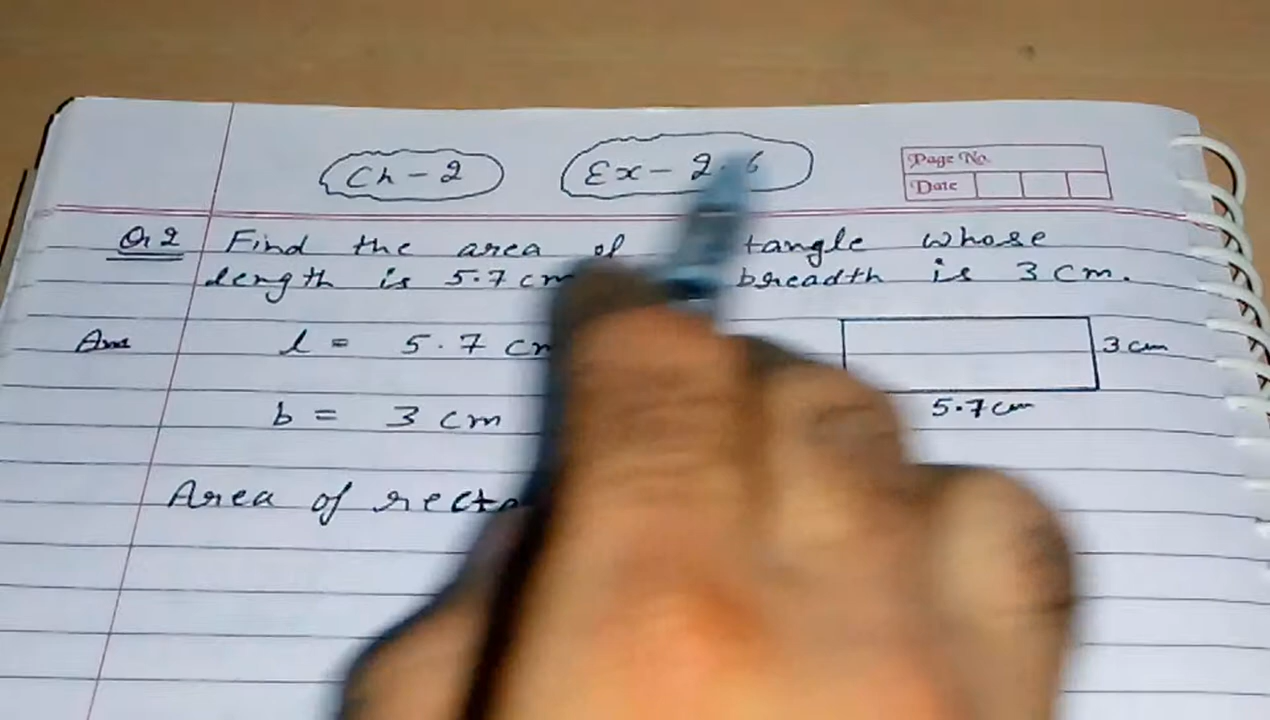 Ch - 2
Ex - 2.6
Page No.
Date
Q. 2 Find the area of tangle whose
length is 5.7 cm breadth is 3 cm.
Ans l = 5.7 cm
3 cm
5.7 cm
b = 3 cm
Area of